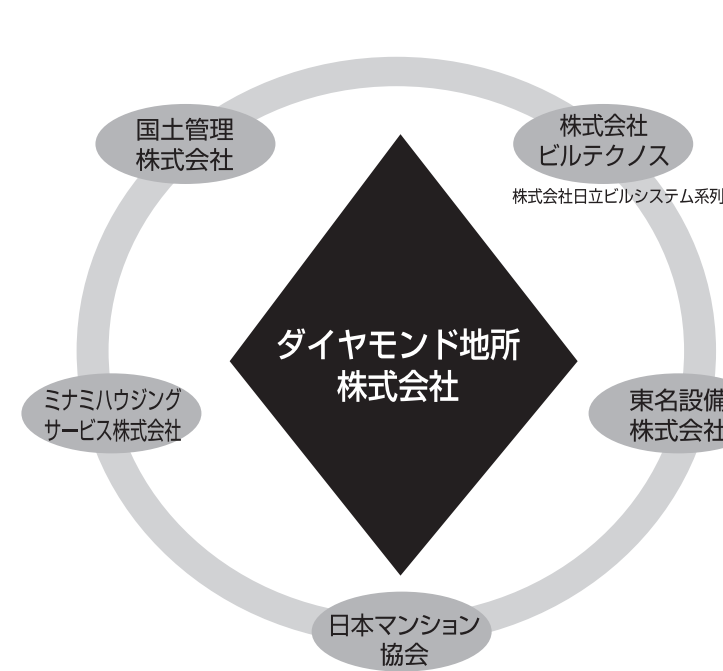 国土管理
株式会社
株式会社
ビルテクノス
株式会社日立ビルシステム系列
ダイヤモンド地所
株式会社
ミナミハウジング
サービス株式会社
東名設備
株式会社
日本マンション
協会